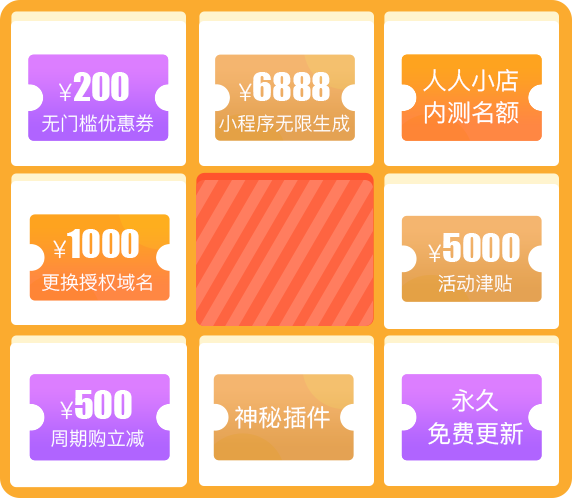 ¥200
无门槛优惠券
¥6888
小程序无限生成
人人小店
内测名额
¥1000
更换授权域名
¥5000
活动津贴
¥500
周期购立减
神秘插件
永久
免费更新